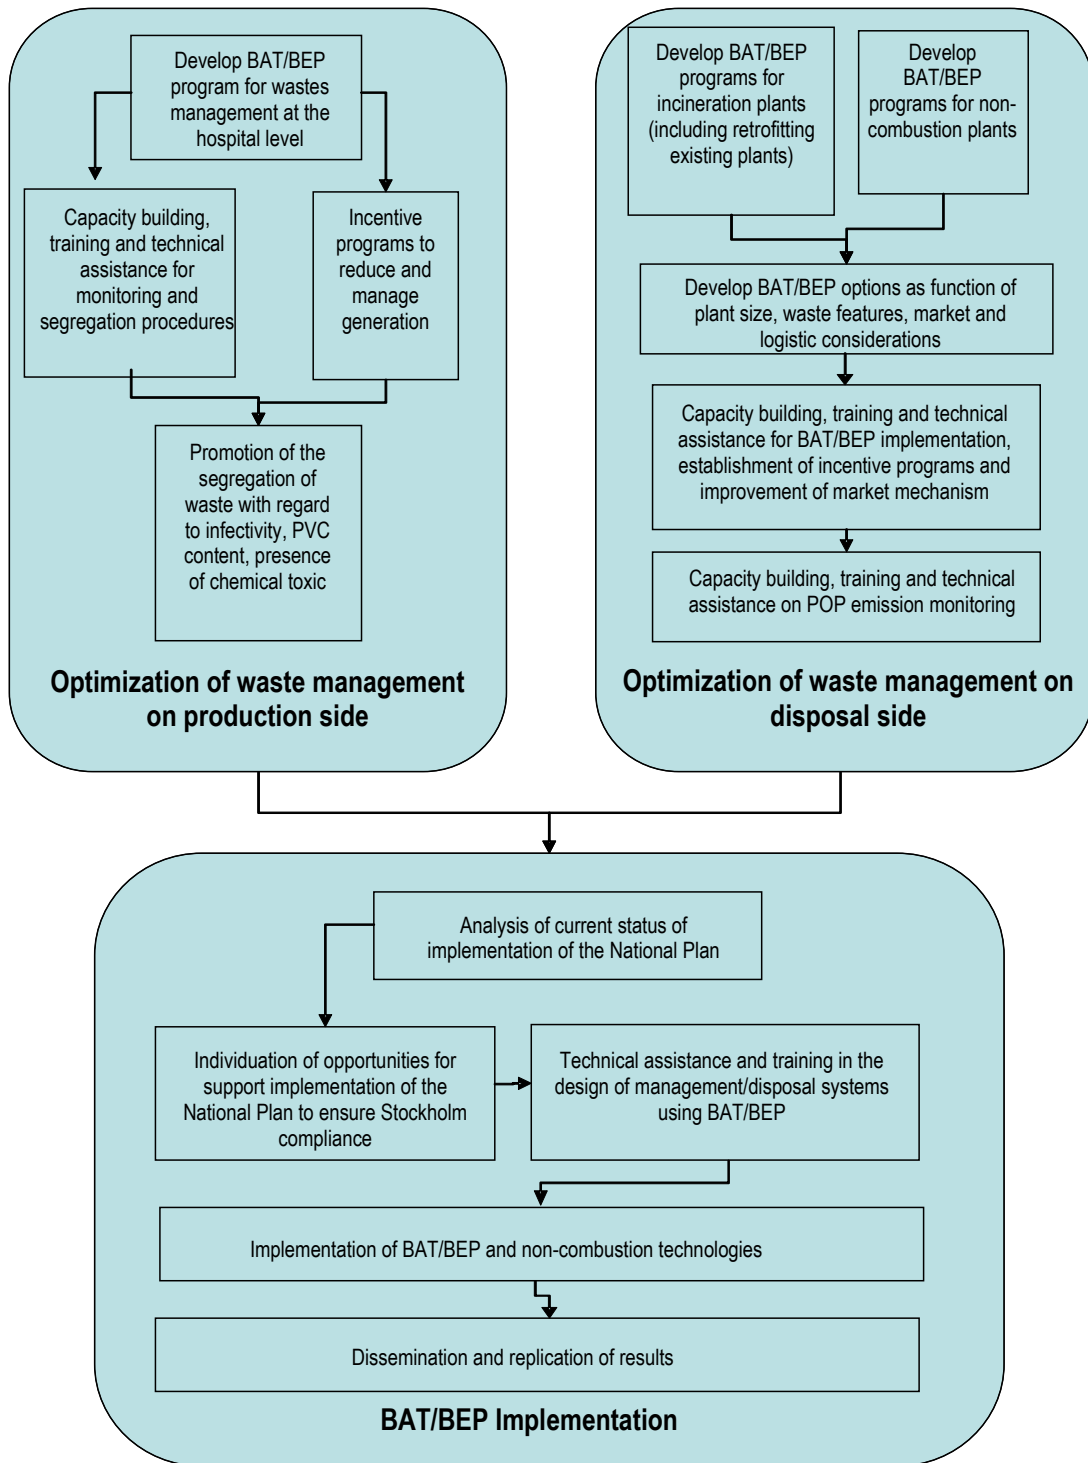 Develop BAT/BEP
program for wastes
management at the
hospital level
Capacity building,
training and technical
assistance for
monitoring and
segregation procedures
Incentive
programs to
reduce and
manage
generation
Promotion of the
segregation of
waste with regard
to infectivity, PVC
content, presence
of chemical toxic
Optimization of waste management
on production side
Develop BAT/BEP
programs for
incineration plants
(including retrofitting
existing plants)
Develop
BAT/BEP
programs for non-
combustion plants
Develop BAT/BEP options as function of
plant size, waste features, market and
logistic considerations
Capacity building, training and technical
assistance for BAT/BEP implementation,
establishment of incentive programs and
improvement of market mechanism
Capacity building, training and technical
assistance on POP emission monitoring
Optimization of waste management on
disposal side
Analysis of current status of
implementation of the National Plan
Individuation of opportunities for
support implementation of the
National Plan to ensure Stockholm
compliance
Technical assistance and training in the
design of management/disposal systems
using BAT/BEP
Implementation of BAT/BEP and non-combustion technologies
Dissemination and replication of results
BAT/BEP Implementation